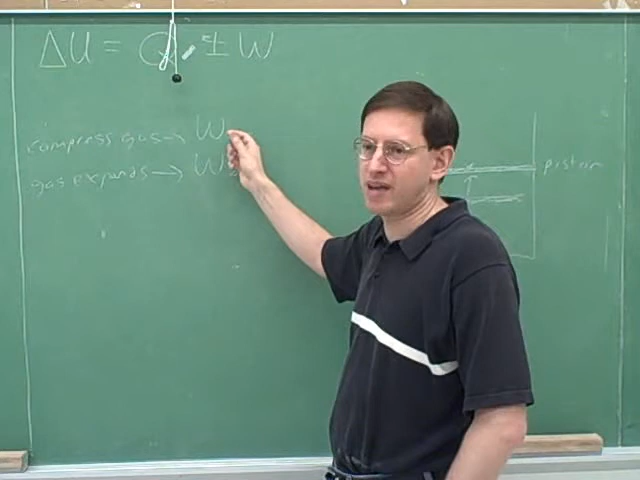 ΔU = Q ± W
compress gas → W
gas expands → W
piston